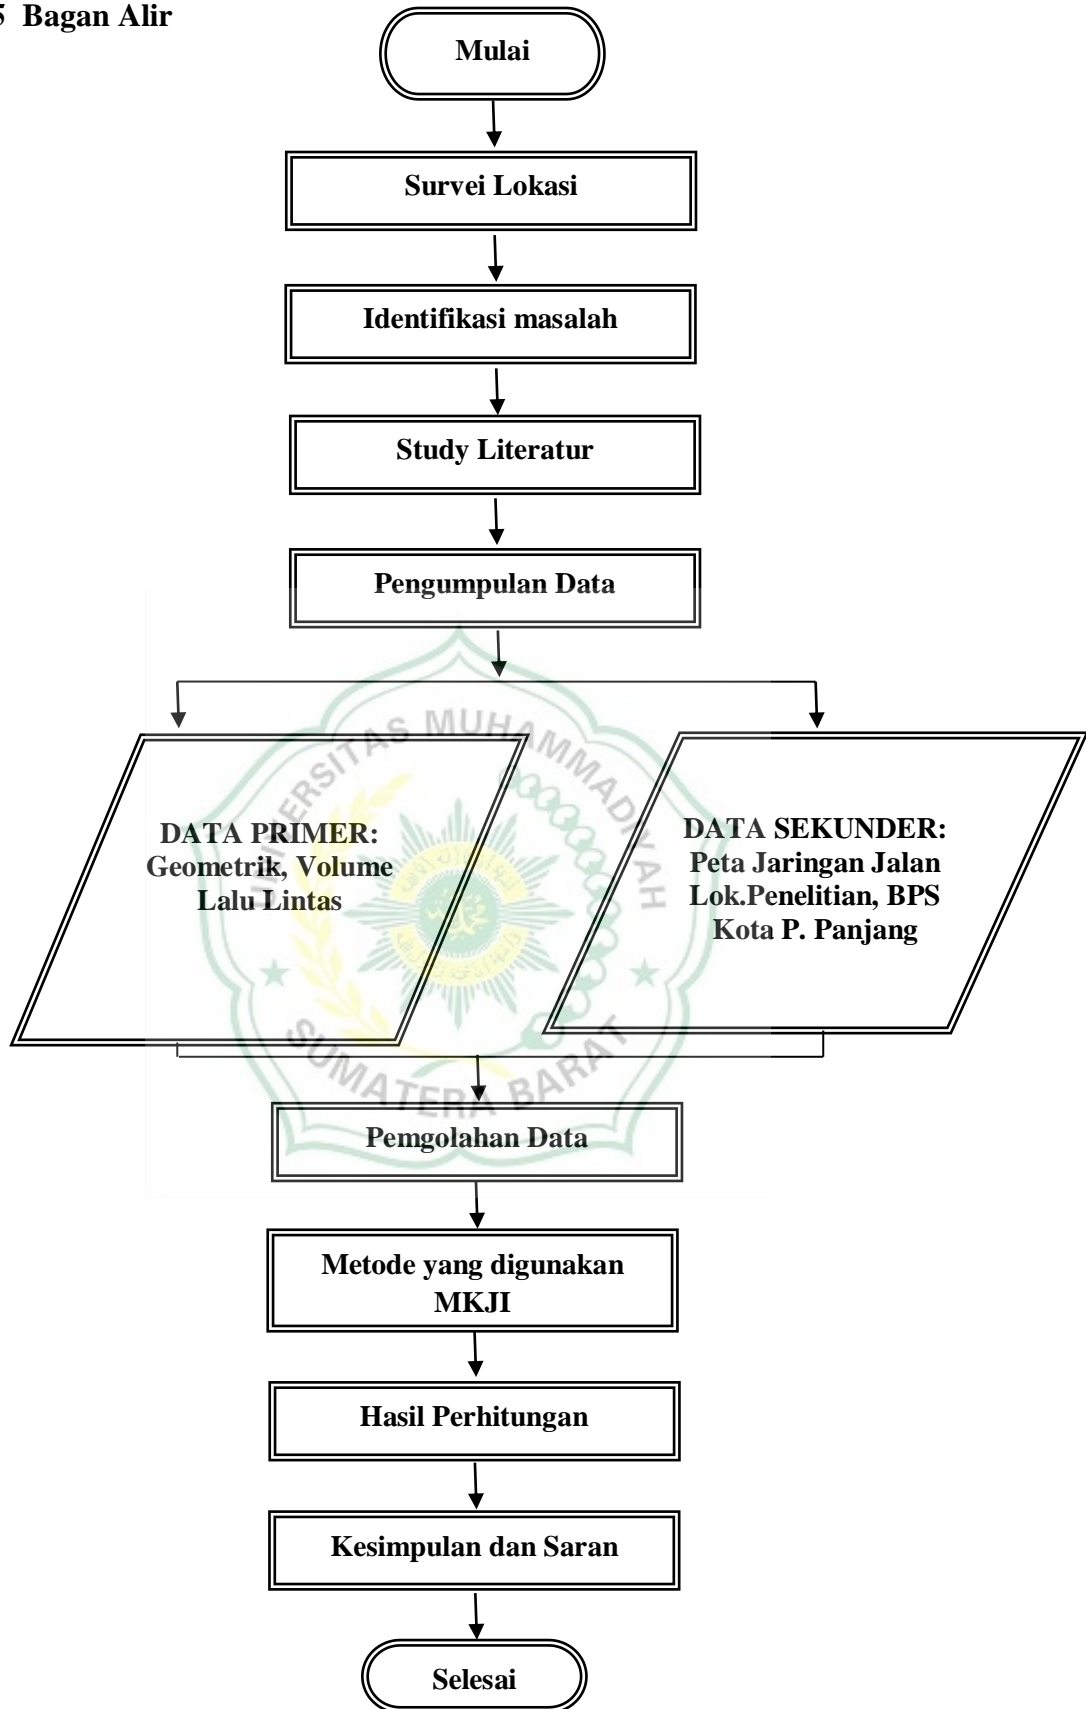 5 Bagan Alir
Mulai
Survei Lokasi
Identifikasi masalah
Study Literatur
Pengumpulan Data
UNIVERSITAS MUHAMMADIYAH
DATA PRIMER:
Geometrik, Volume
Lalu Lintas
DATA SEKUNDER:
Peta Jaringan Jalan
Lok.Penelitian, BPS
Kota P. Panjang
SUMATERA BARAT
Pemgolahan Data
Metode yang digunakan
MKJI
Hasil Perhitungan
Kesimpulan dan Saran
Selesai